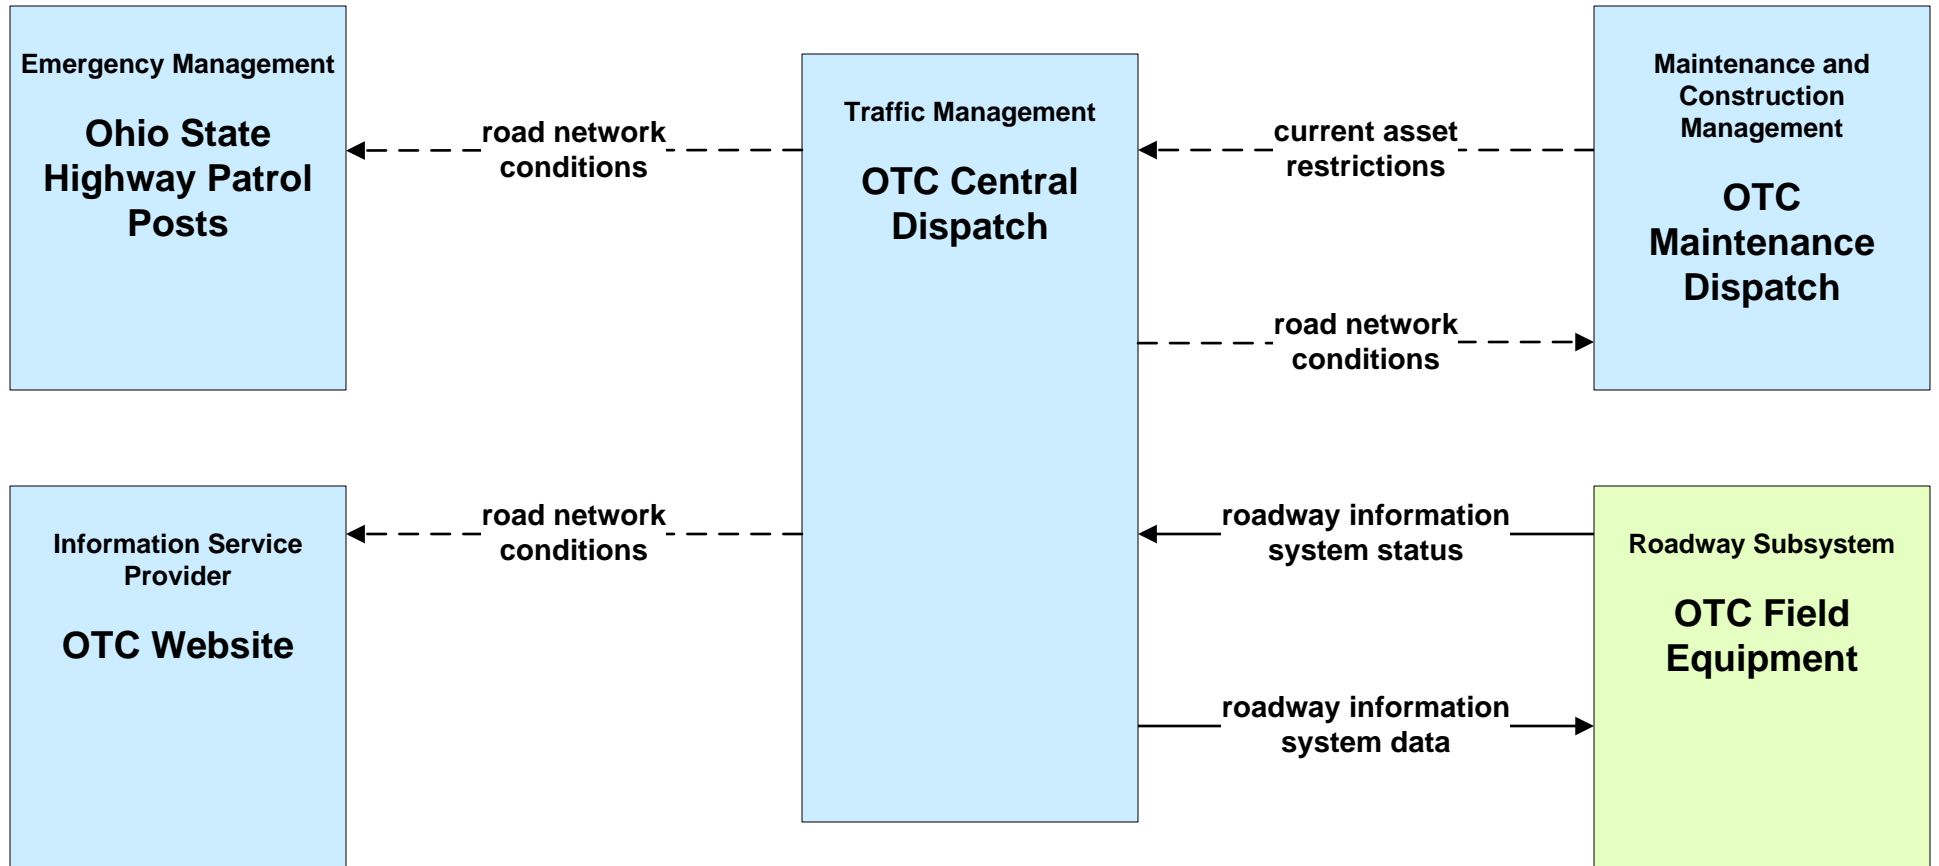 Emergency Management
Ohio State
Highway Patrol
Posts
road network
conditions
Traffic Management
OTC Central
Dispatch
current asset
restrictions
Maintenance and
Construction
Management
OTC
Maintenance
Dispatch
road network
conditions
Information Service
Provider
OTC Website
road network
conditions
roadway information
system status
Roadway Subsystem
OTC Field
Equipment
roadway information
system data